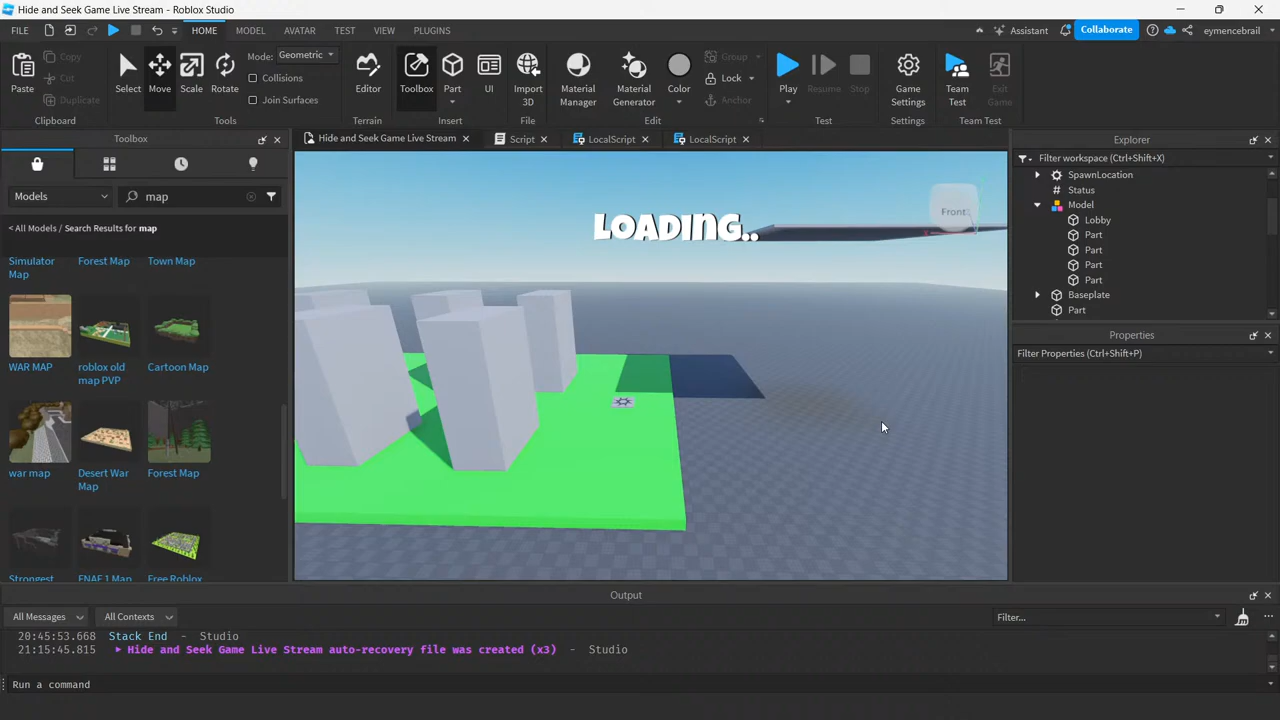 Hide and Seek Game Live Stream - Roblox Studio
FILE HOME MODEL AVATAR TEST VIEW PLUGINS Assistant Collaborate eymencebrail
Paste Copy Cut Duplicate Clipboard
Select Move Scale Rotate Mode: Geometric Collisions Join Surfaces Tools
Editor Terrain
Toolbox Part UI Insert
Import 3D File
Material Manager Material Generator Color Group Lock Anchor Edit
Play Resume Stop Test
Game Settings Settings
Team Test Exit Game Team Test
Toolbox
Models map
< All Models / Search Results for map
Simulator Map Forest Map Town Map
WAR MAP roblox old map PVP Cartoon Map
war map Desert War Map Forest Map
Strongest FNAF 1 Map Free Roblox
Hide and Seek Game Live Stream Script LocalScript LocalScript
LOADING..
Front
Explorer
Filter workspace (Ctrl+Shift+X)
SpawnLocation
Status
Model
Lobby
Part
Part
Part
Part
Baseplate
Part
Properties
Filter Properties (Ctrl+Shift+P)
Output
All Messages All Contexts Filter...
20:45:53.668 Stack End - Studio
21:15:45.815 Hide and Seek Game Live Stream auto-recovery file was created (x3) - Studio
Run a command